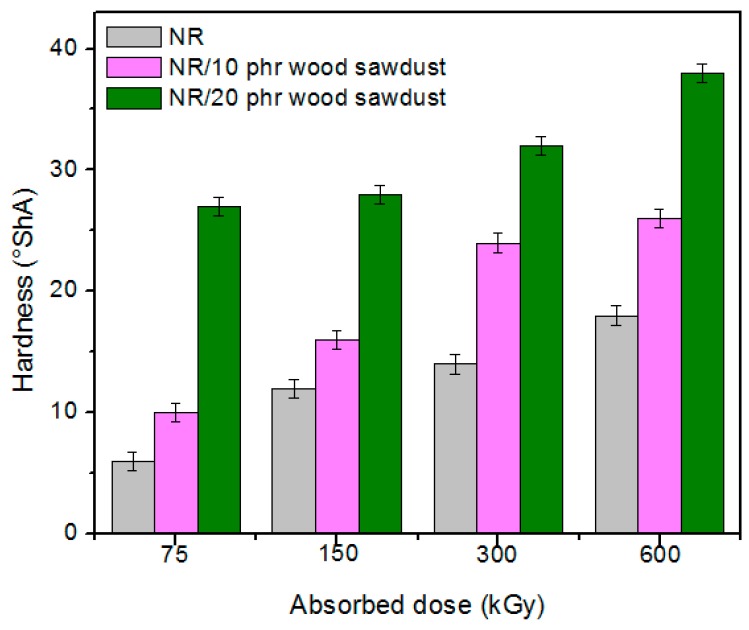 NR
NR/10 phr wood sawdust
NR/20 phr wood sawdust
40
30
20
10
0
Hardness (°ShA)
75 150 300 600
Absorbed dose (kGy)